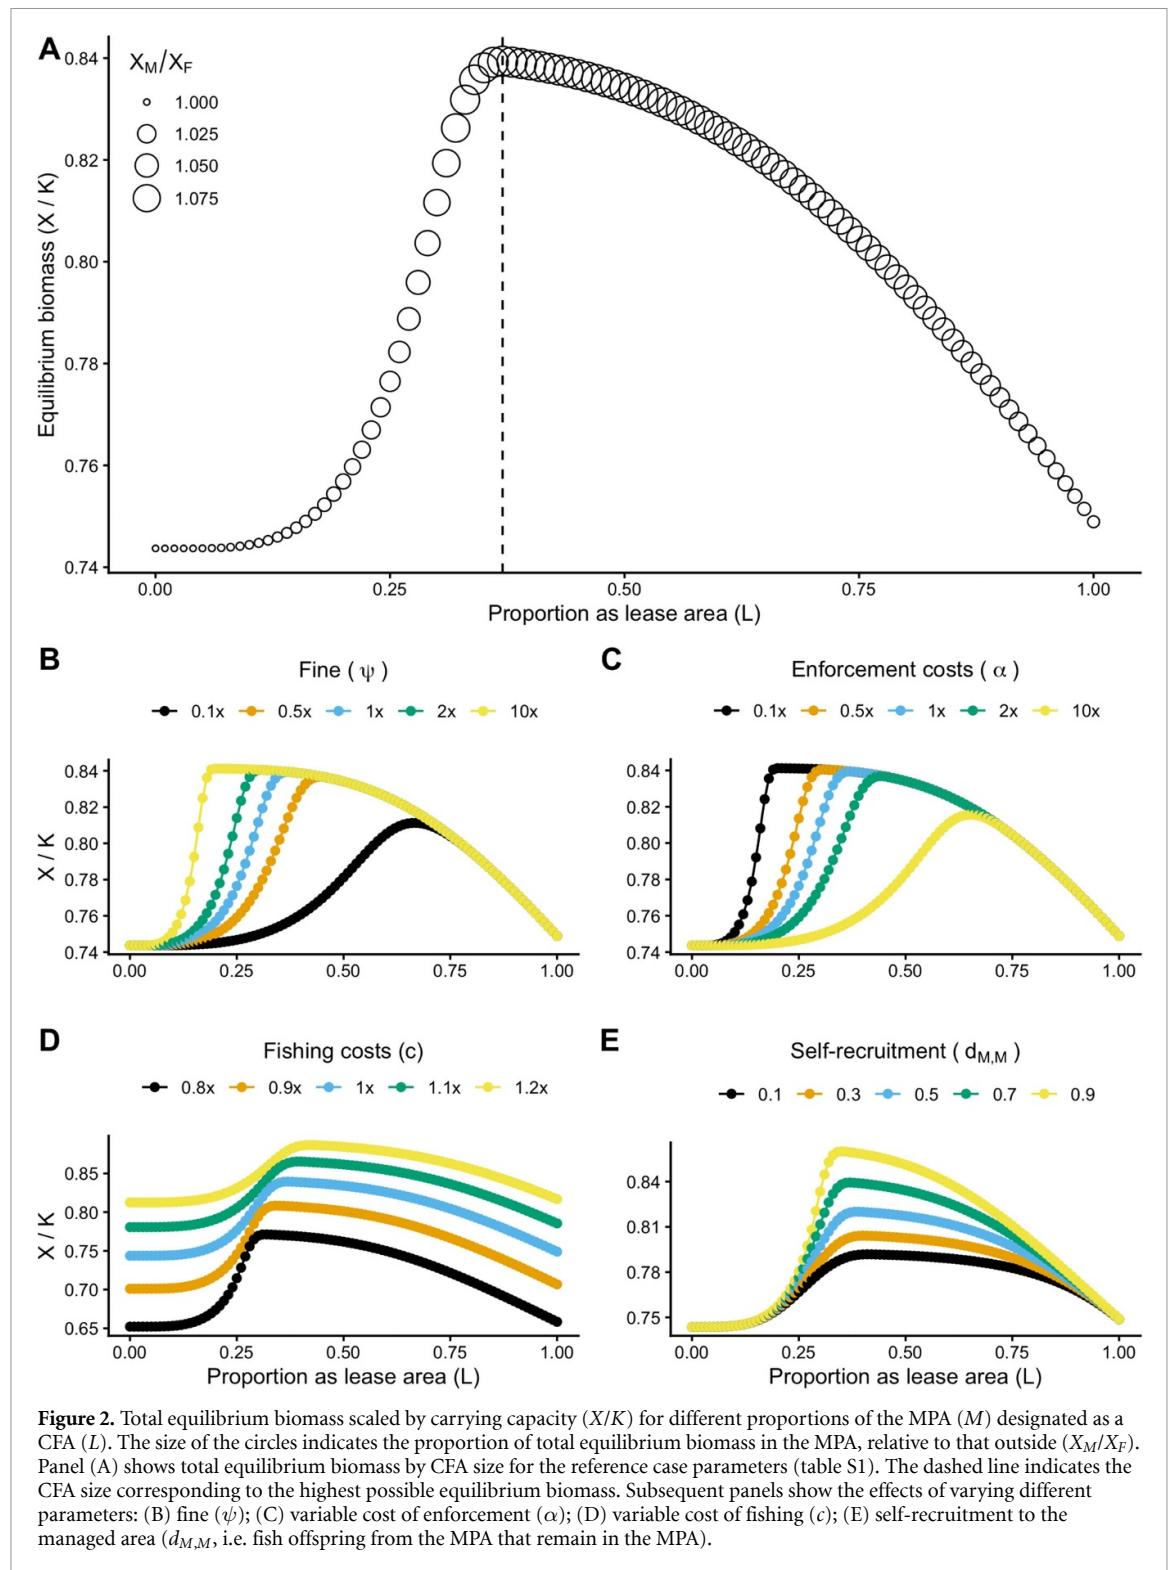 A
X_M/X_F
1.000
1.025
1.050
1.075
Equilibrium biomass (X / K)
0.84
0.82
0.80
0.78
0.76
0.74
0.00 0.25 0.50 0.75 1.00
Proportion as lease area (L)
B
Fine ( ψ )
0.1x 0.5x 1x 2x 10x
X / K
0.84
0.82
0.80
0.78
0.76
0.74
0.00 0.25 0.50 0.75 1.00
C
Enforcement costs ( α )
0.1x 0.5x 1x 2x 10x
0.84
0.82
0.80
0.78
0.76
0.74
0.00 0.25 0.50 0.75 1.00
D
Fishing costs (c)
0.8x 0.9x 1x 1.1x 1.2x
X / K
0.85
0.80
0.75
0.70
0.65
0.00 0.25 0.50 0.75 1.00
Proportion as lease area (L)
E
Self-recruitment ( d_M,M )
0.1 0.3 0.5 0.7 0.9
0.84
0.81
0.78
0.75
0.00 0.25 0.50 0.75 1.00
Proportion as lease area (L)
Figure 2. Total equilibrium biomass scaled by carrying capacity (X/K) for different proportions of the MPA (M) designated as a
CFA (L). The size of the circles indicates the proportion of total equilibrium biomass in the MPA, relative to that outside (X_M/X_F).
Panel (A) shows total equilibrium biomass by CFA size for the reference case parameters (table S1). The dashed line indicates the
CFA size corresponding to the highest possible equilibrium biomass. Subsequent panels show the effects of varying different
parameters: (B) fine (ψ); (C) variable cost of enforcement (α); (D) variable cost of fishing (c); (E) self-recruitment to the
managed area (d_M,M, i.e. fish offspring from the MPA that remain in the MPA).